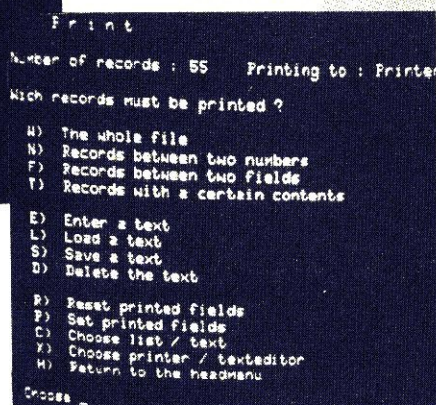 Print
Number of records : 55 Printing to : Printer
Wich records must be printed ?
W) The whole file
N) Records between two numbers
F) Records between two fields
T) Records with a certain contents
E) Enter a text
L) Load a text
S) Save a text
D) Delete the text
R) Reset printed fields
P) Set printed fields
C) Choose list / text
X) Choose printer / texteditor
H) Return to the headmenu
Choose _